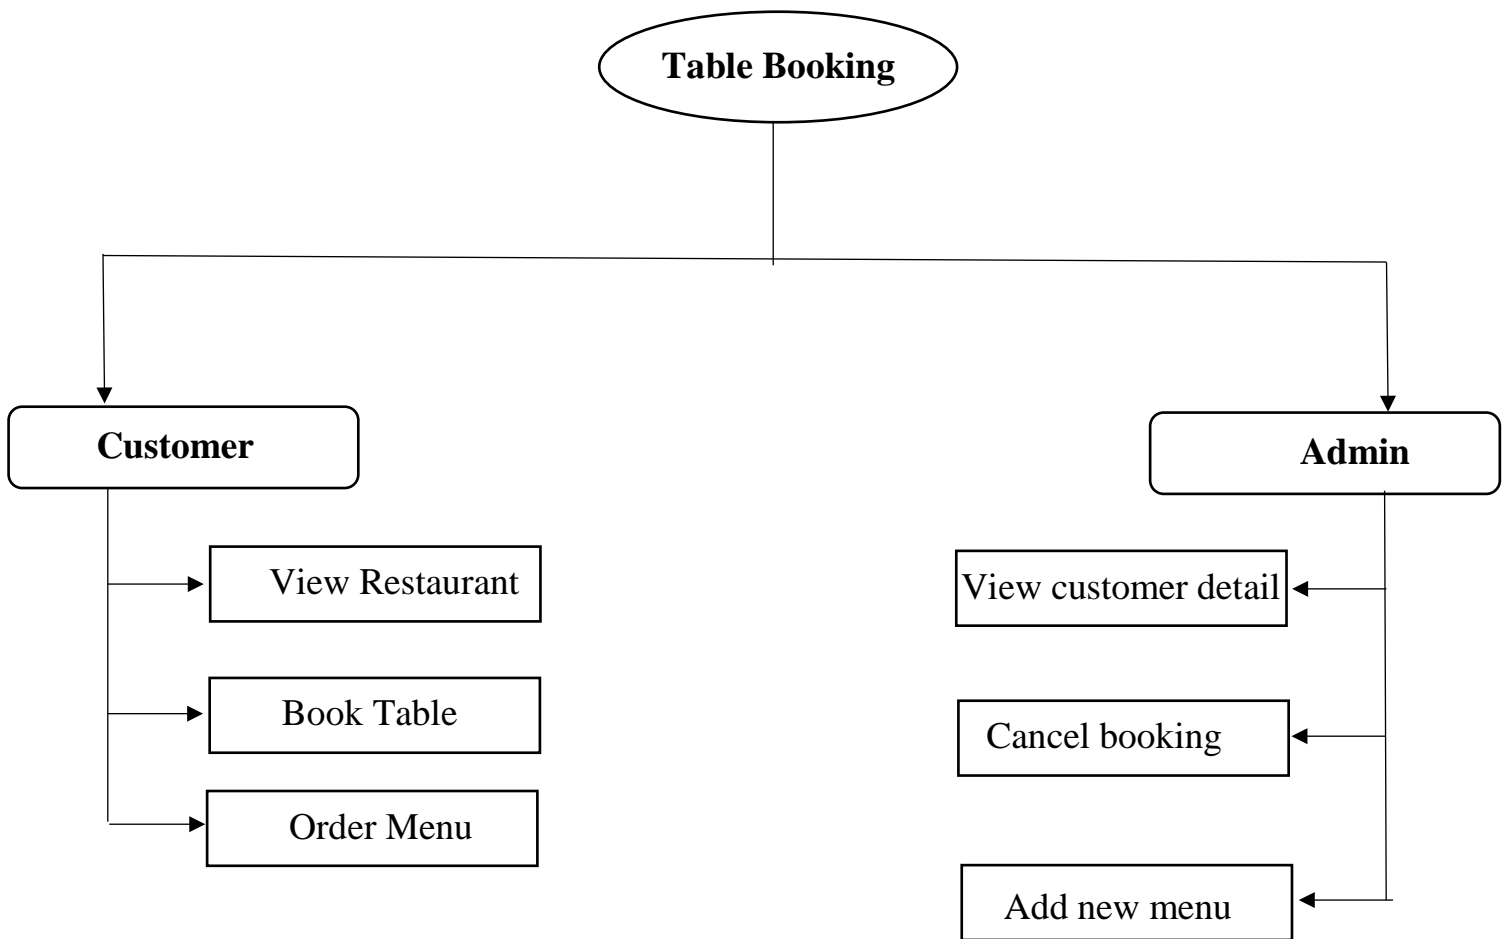 Table Booking
Customer
Admin
View Restaurant
View customer detail
Book Table
Cancel booking
Order Menu
Add new menu